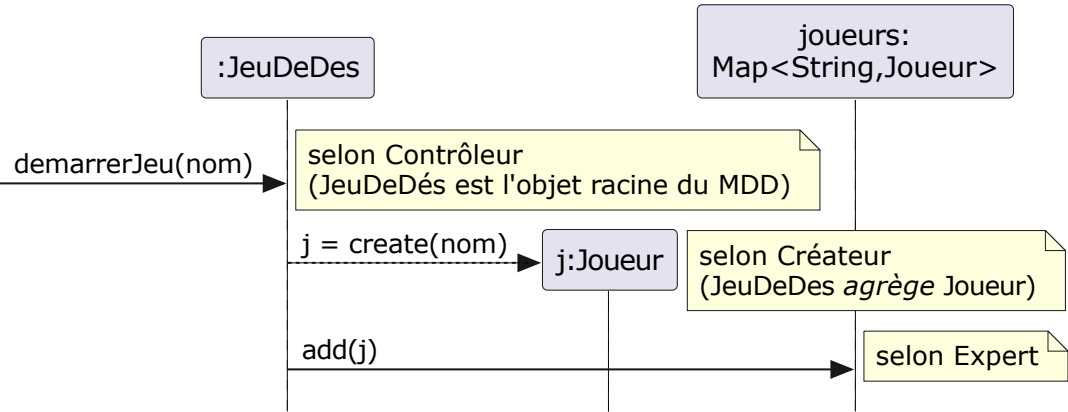 :JeuDeDes
joueurs:
Map<String,Joueur>
demarrerJeu(nom)
selon Contrôleur
(JeuDeDés est l'objet racine du MDD)
j = create(nom)
j:Joueur
selon Créateur
(JeuDeDes agrège Joueur)
add(j)
selon Expert